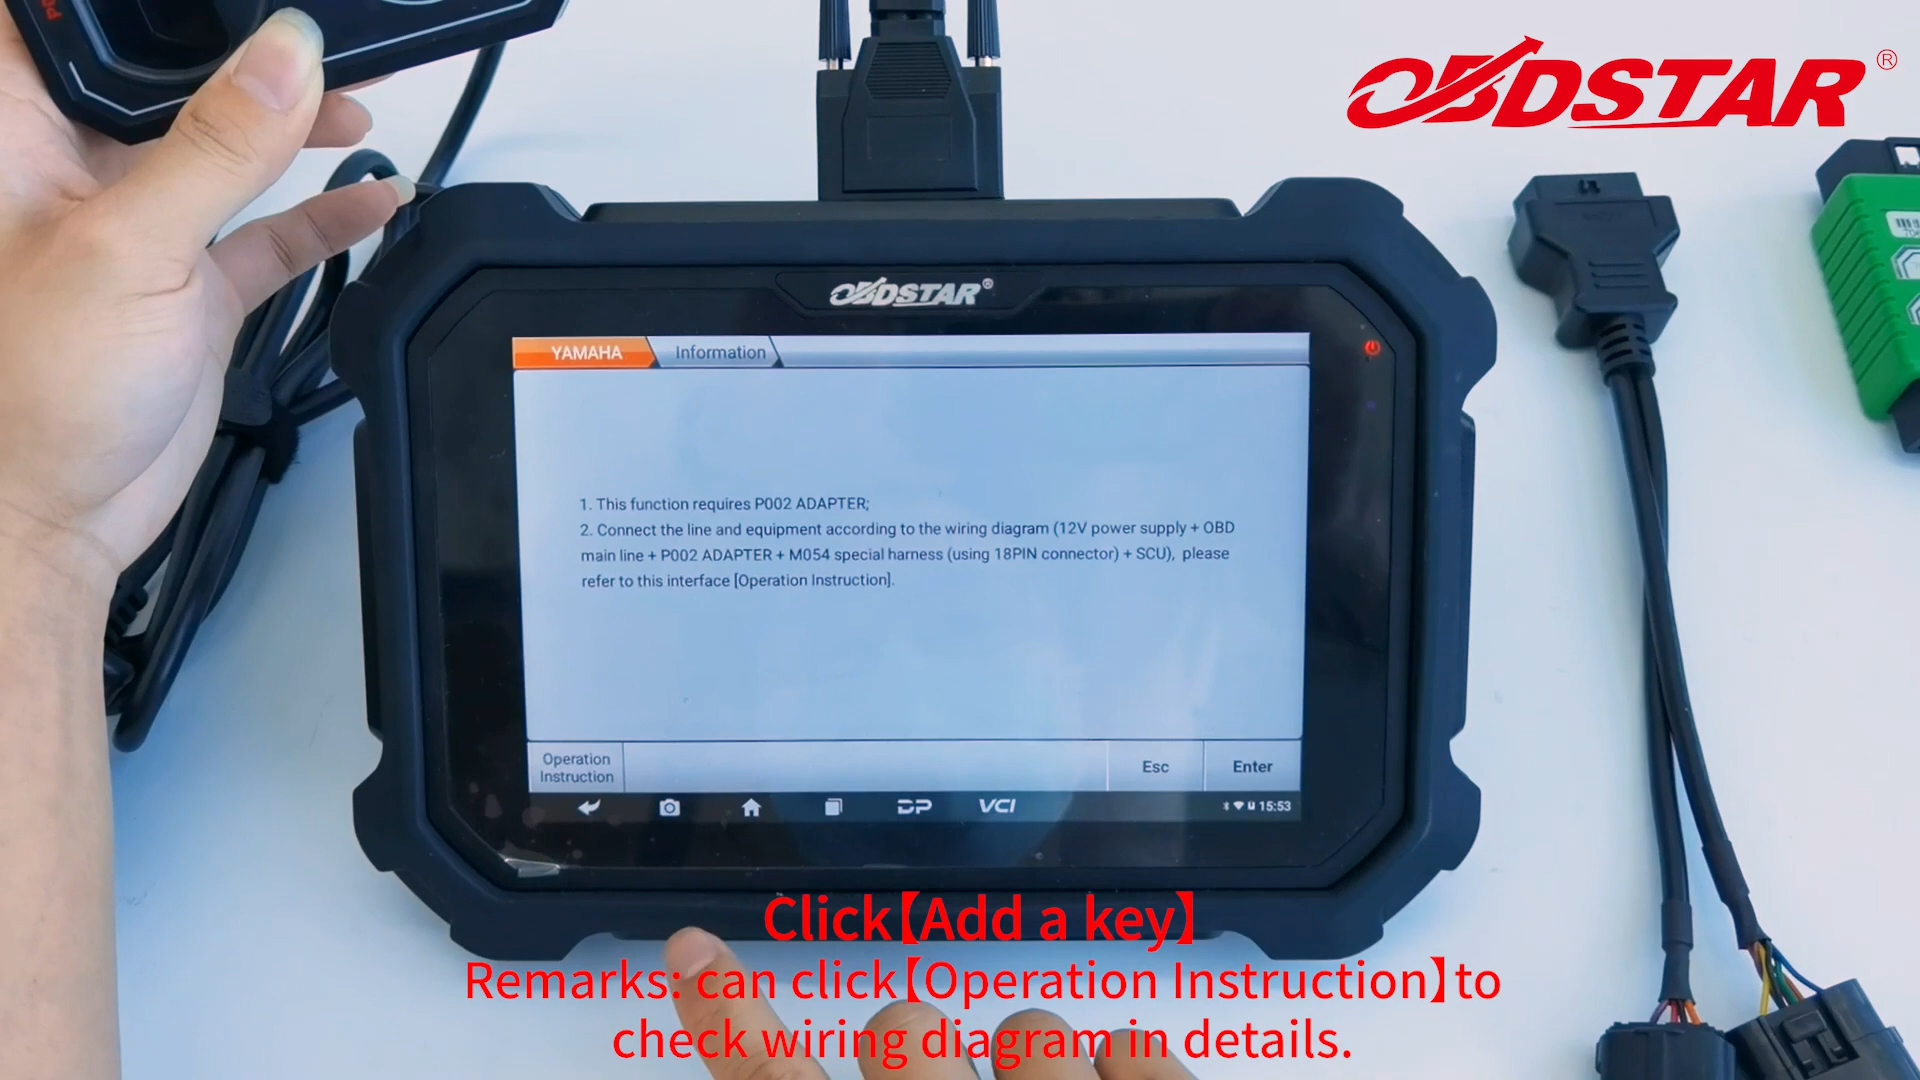 OBDSTAR®
OBDSTAR®
YAMAHA
Information
1. This function requires P002 ADAPTER;
2. Connect the line and equipment according to the wiring diagram (12V power supply + OBD
main line + P002 ADAPTER + M054 special harness (using 18PIN connector) + SCU), please
refer to this interface [Operation Instruction].
Operation
Instruction
Esc
Enter
DP
VCI
15:53
Click【Add a key】
Remarks: can click【Operation Instruction】to
check wiring diagram in details.